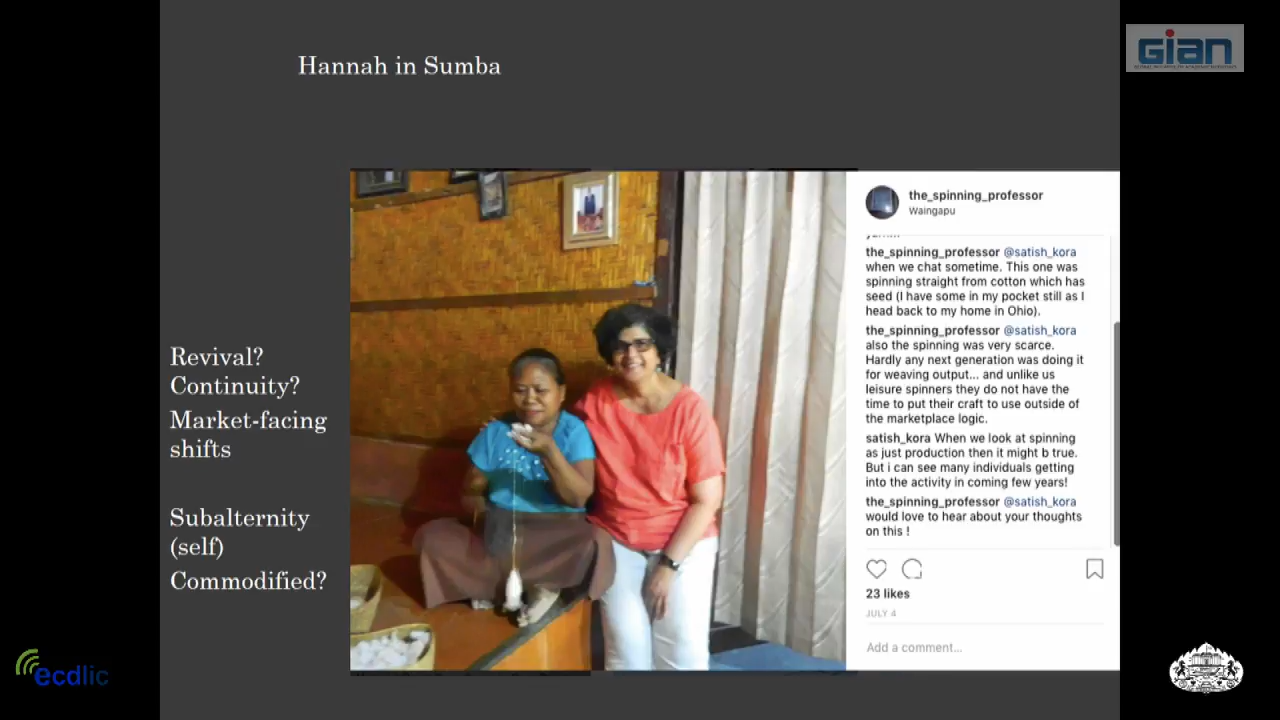 Hannah in Sumba
GIAN
Revival?
Continuity?
Market-facing
shifts
Subalternity
(self)
Commodified?
the_spinning_professor
Waingapu
the_spinning_professor @satish_kora
when we chat sometime. This one was
spinning straight from cotton which has
seed (I have some in my pocket still as I
head back to my home in Ohio).
the_spinning_professor @satish_kora
also the spinning was very scarce.
Hardly any next generation was doing it
for weaving output... and unlike us
leisure spinners they do not have the
time to put their craft to use outside of
the marketplace logic.
satish_kora When we look at spinning
as just production then it might b true.
But i can see many individuals getting
into the activity in coming few years!
the_spinning_professor @satish_kora
would love to hear about your thoughts
on this !
23 likes
JULY 4
Add a comment...
ecdlic